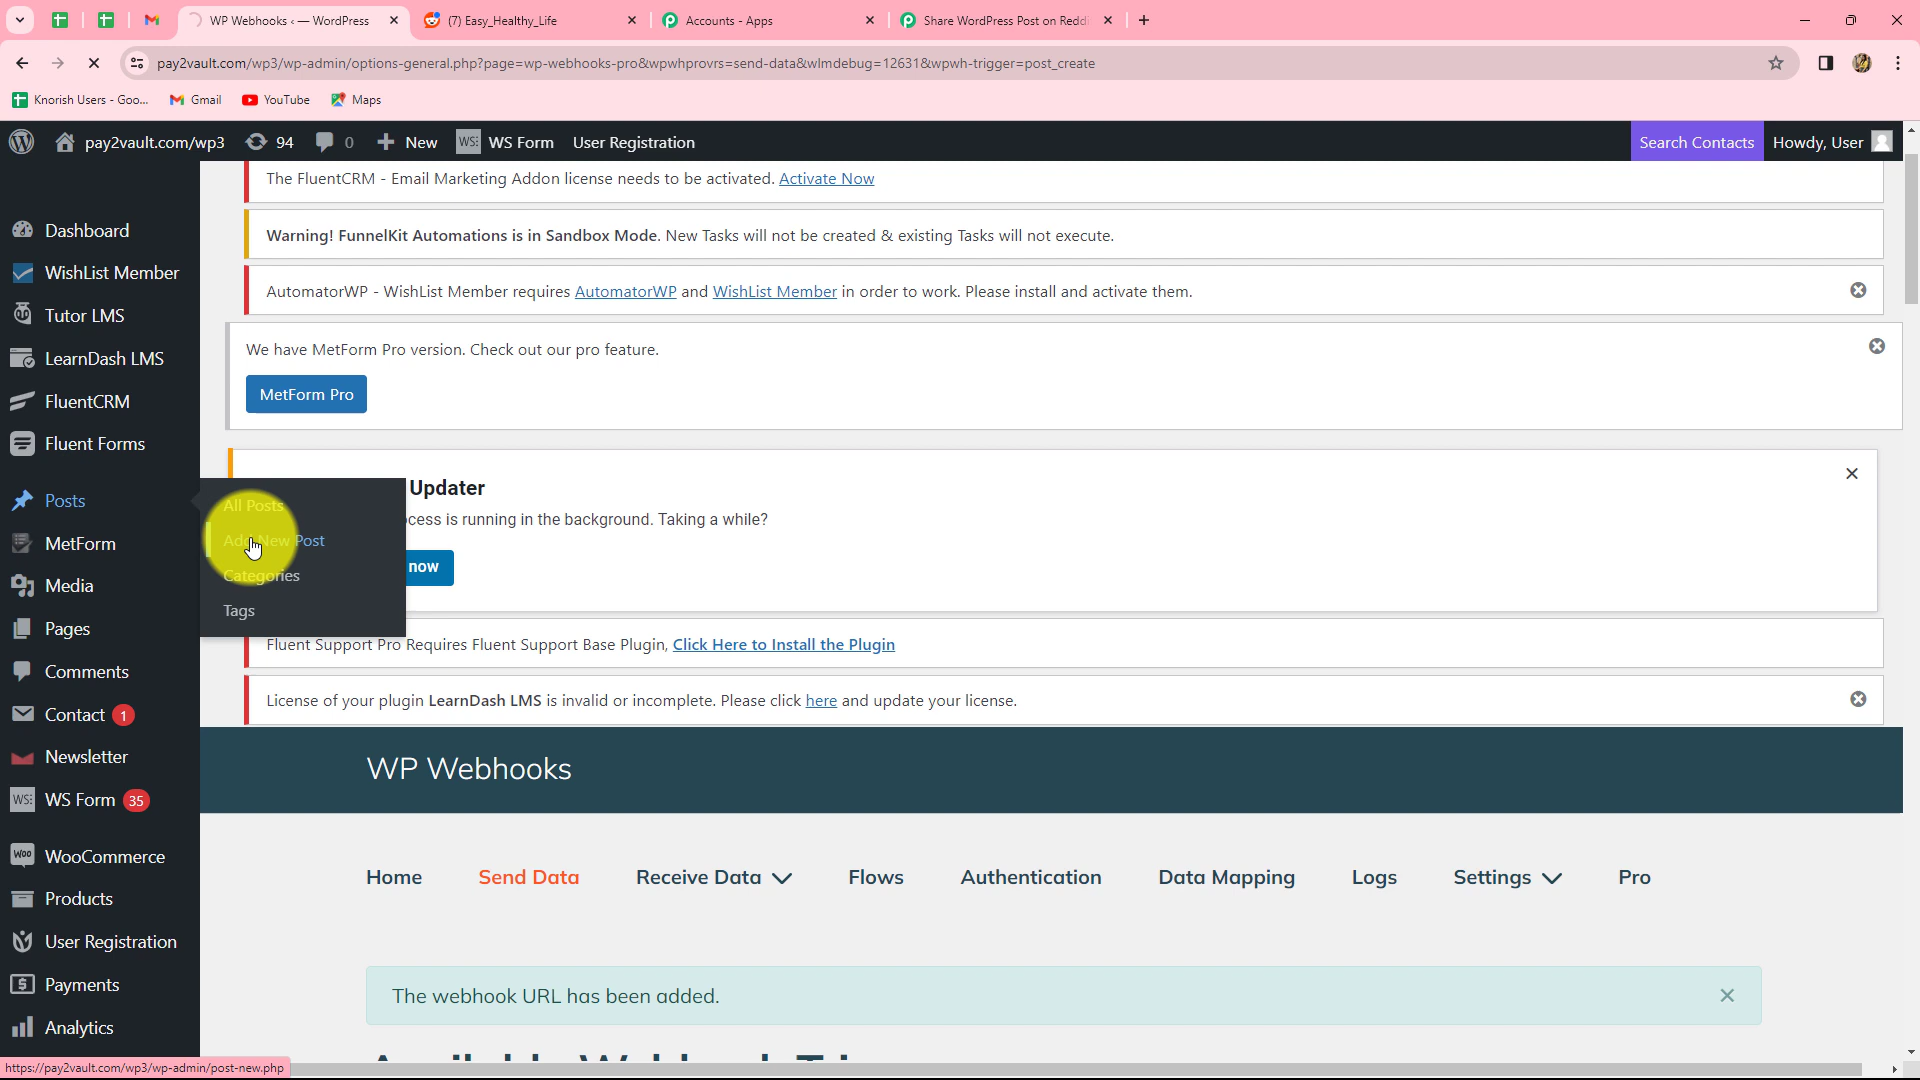 WP Webhooks ‹ — WordPress
(7) Easy_Healthy_Life
Accounts - Apps
Share WordPress Post on Reddi
pay2vault.com/wp3/wp-admin/options-general.php?page=wp-webhooks-pro&wpwhprovrs=send-data&wlmdebug=12631&wpwh-trigger=post_create
Knorish Users - Goo...
Gmail
YouTube
Maps
pay2vault.com/wp3
94
0
New
WS Form
User Registration
Search Contacts
Howdy, User
The FluentCRM - Email Marketing Addon license needs to be activated. Activate Now
Warning! FunnelKit Automations is in Sandbox Mode. New Tasks will not be created & existing Tasks will not execute.
AutomatorWP - WishList Member requires AutomatorWP and WishList Member in order to work. Please install and activate them.
We have MetForm Pro version. Check out our pro feature.
MetForm Pro
Updater
cess is running in the background. Taking a while?
now
Fluent Support Pro Requires Fluent Support Base Plugin, Click Here to Install the Plugin
License of your plugin LearnDash LMS is invalid or incomplete. Please click here and update your license.
Dashboard
WishList Member
Tutor LMS
LearnDash LMS
FluentCRM
Fluent Forms
Posts
All Posts
Add New Post
Categories
Tags
MetForm
Media
Pages
Comments
Contact 1
Newsletter
WS Form 35
WooCommerce
Products
User Registration
Payments
Analytics
WP Webhooks
Home
Send Data
Receive Data
Flows
Authentication
Data Mapping
Logs
Settings
Pro
The webhook URL has been added.
https://pay2vault.com/wp3/wp-admin/post-new.php